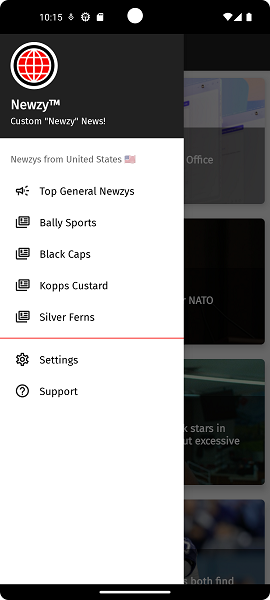 10:15
Newzy™
Custom "Newzy" News!
Newzys from United States 🇺🇸
Office
Top General Newzys
Bally Sports
Black Caps
Kopps Custard
NATO
Silver Ferns
Settings
Support
stars in
ut excessive
both find